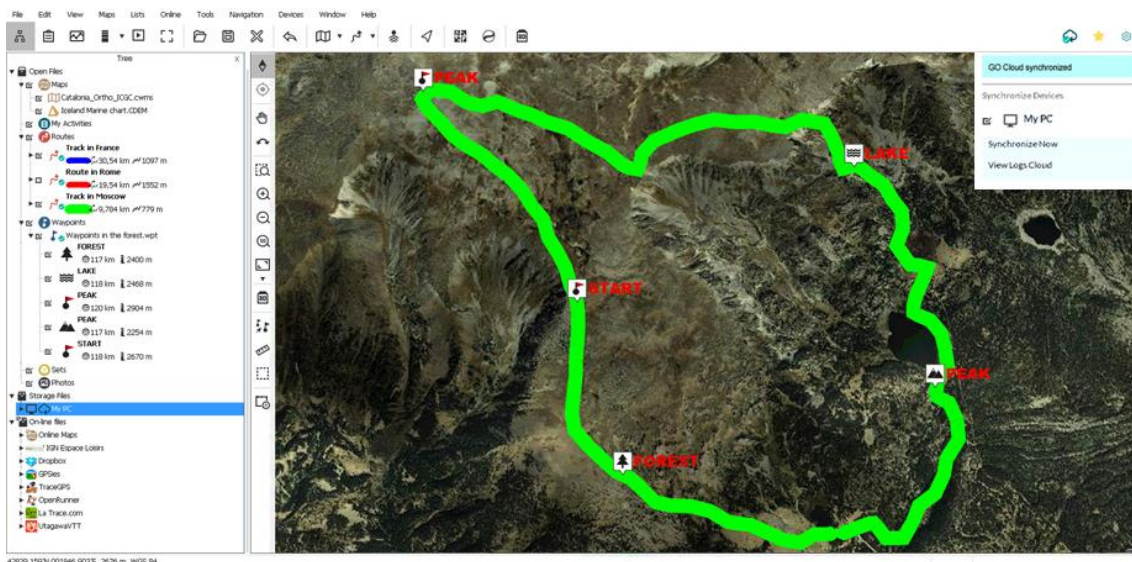 File Edit View Maps Lists Online Tools Navigation Devices Window Help
Tree X
Open Files
Maps
Catalonia_Ortho_ICGC.cwms
Iceland Marine chart.CDEM
My Activities
Routes
Track in France
30,54 km 1097 m
Route in Rome
19,54 km 1552 m
Track in Moscow
9,784 km 779 m
Waypoints
Waypoints in the forest.wpt
FOREST
117 km 2400 m
LAKE
118 km 2468 m
PEAK
120 km 2904 m
PEAK
117 km 2254 m
START
118 km 2670 m
Sets
Photos
Storage Files
My PC
On-line files
Online Maps
IGN Espace Loisirs
Dropbox
GPSies
TraceGPS
OpenRunner
La Trace.com
UtagawaVTT
PEAK
LAKE
START
PEAK
FOREST
GO Cloud synchronized
Synchronize Devices
My PC
Synchronize Now
View Logs Cloud